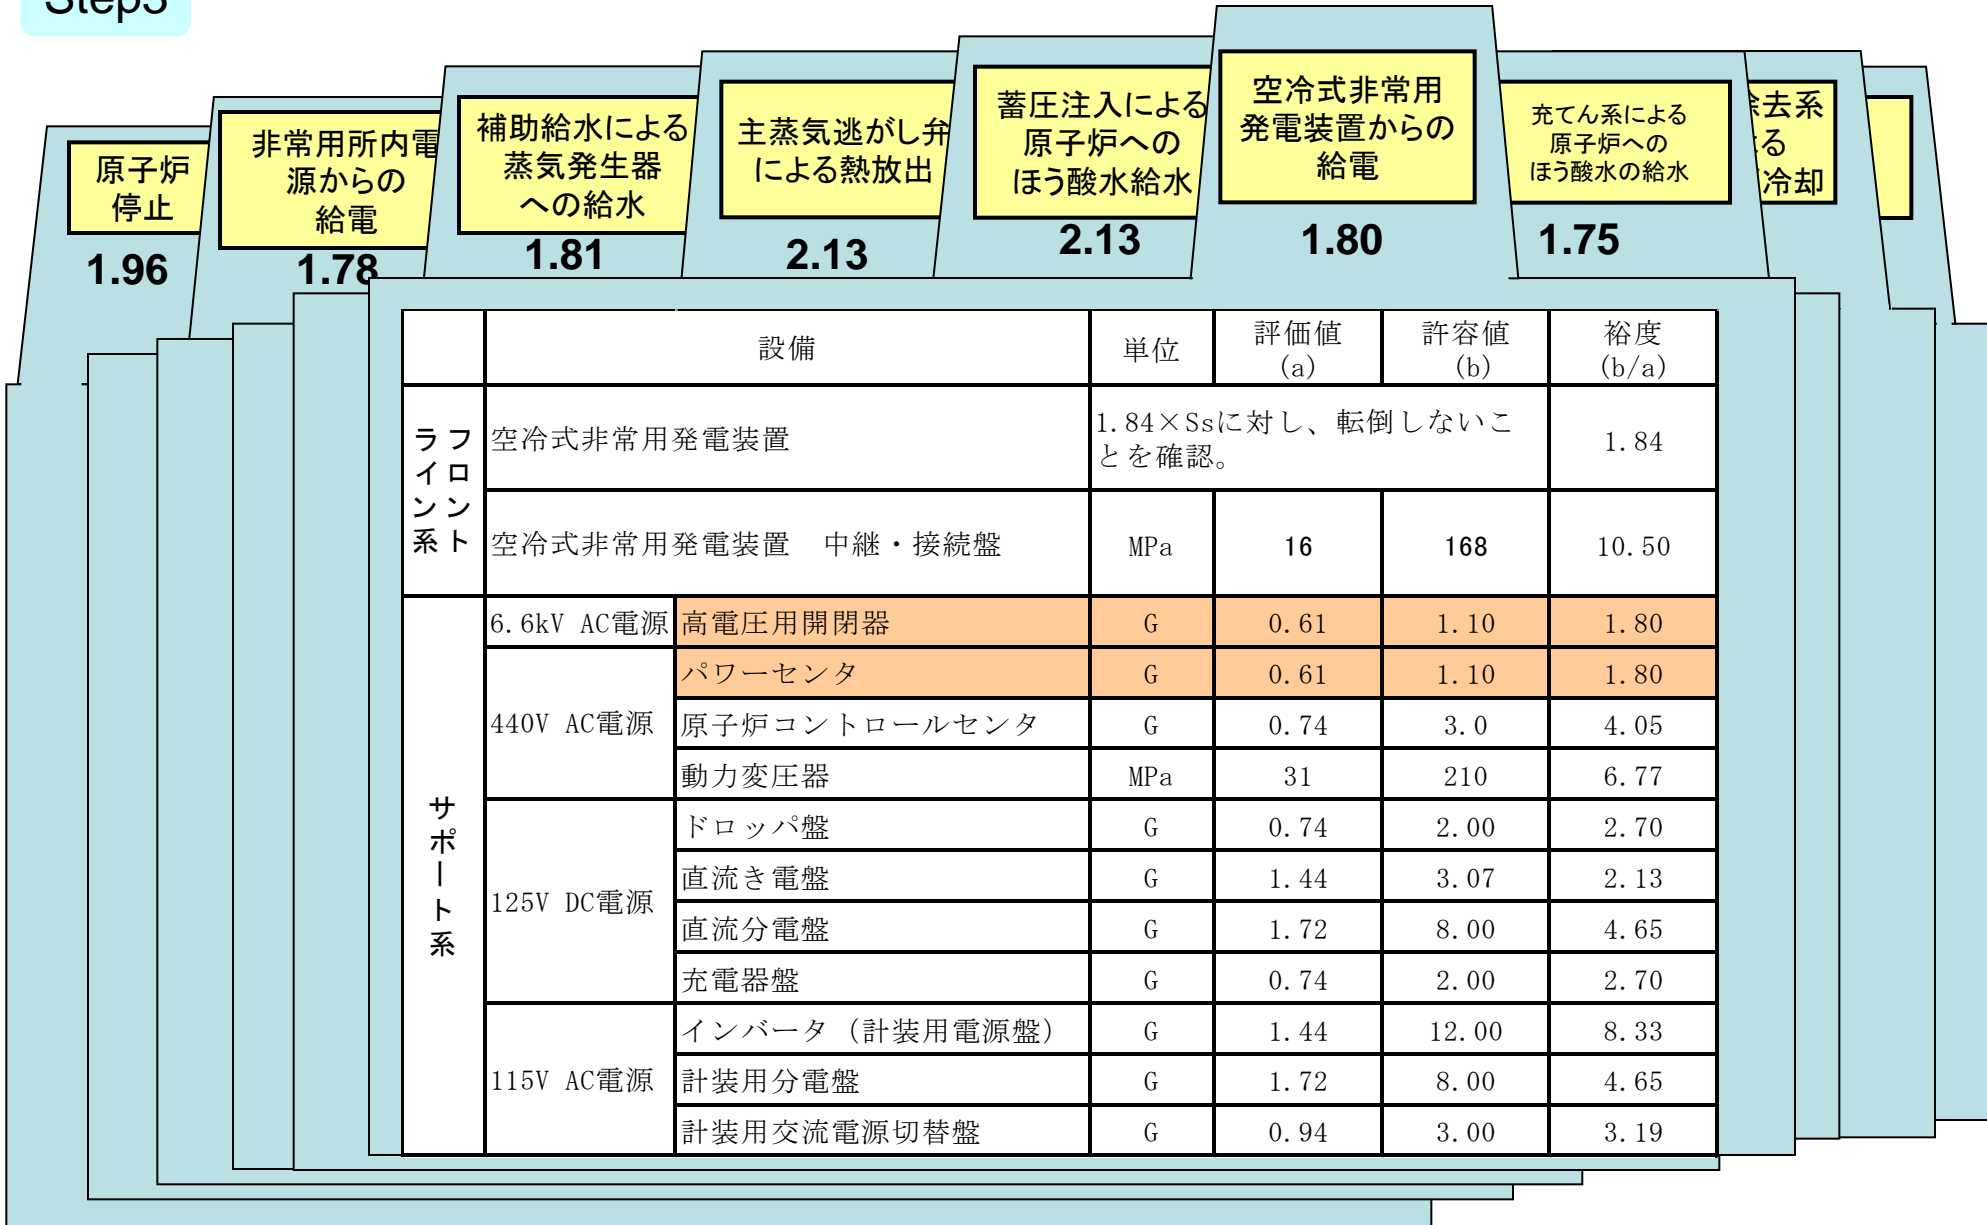 Step3
原子炉
停止
1.96
非常用所内電
源からの
給電
1.78
補助給水による
蒸気発生器
への給水
1.81
主蒸気逃がし弁
による熱放出
2.13
蓄圧注入による
原子炉への
ほう酸水給水
2.13
空冷式非常用
発電装置からの
給電
1.80
充てん系による
原子炉への
ほう酸水の給水
1.75
去系
る
冷却
設備 単位 評価値(a) 許容値(b) 裕度(b/a)
フロントライン系
空冷式非常用発電装置 1.84×Ssに対し、転倒しないこ
とを確認。 1.84
空冷式非常用発電装置 中継・接続盤 MPa 16 168 10.50
サポート系
6.6kV AC電源 高電圧用開閉器 G 0.61 1.10 1.80
440V AC電源
パワーセンタ G 0.61 1.10 1.80
原子炉コントロールセンタ G 0.74 3.0 4.05
動力変圧器 MPa 31 210 6.77
125V DC電源
ドロッパ盤 G 0.74 2.00 2.70
直流き電盤 G 1.44 3.07 2.13
直流分電盤 G 1.72 8.00 4.65
充電器盤 G 0.74 2.00 2.70
115V AC電源
インバータ（計装用電源盤） G 1.44 12.00 8.33
計装用分電盤 G 1.72 8.00 4.65
計装用交流電源切替盤 G 0.94 3.00 3.19